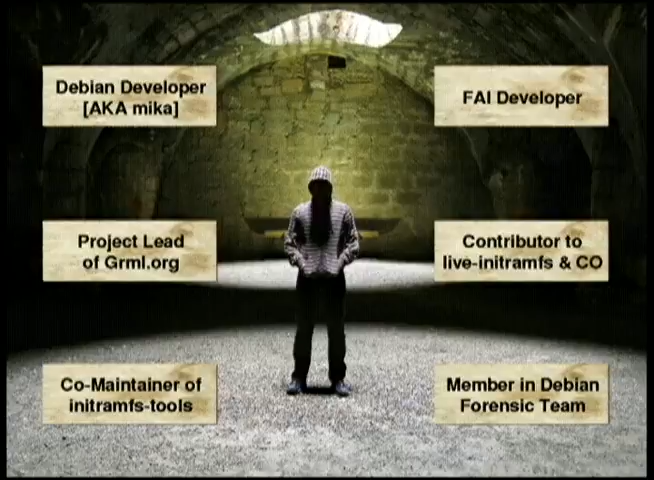 Debian Developer
[AKA mika]
FAI Developer
Project Lead
of Grml.org
Contributor to
live-initramfs & CO
Co-Maintainer of
initramfs-tools
Member in Debian
Forensic Team